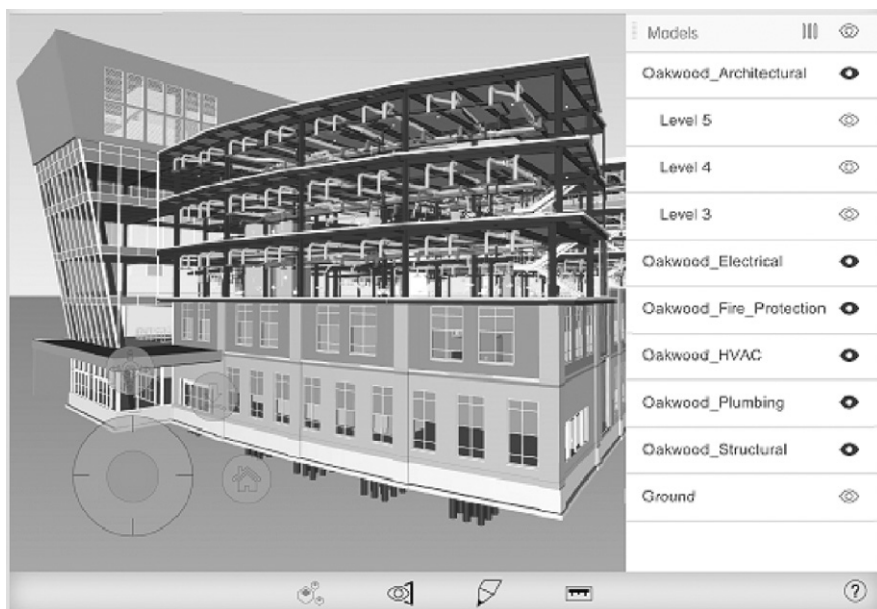 Models
Oakwood_Architectural
Level 5
Level 4
Level 3
Oakwood_Electrical
Oakwood_Fire_Protection
Oakwood_HVAC
Oakwood_Plumbing
Oakwood_Structural
Ground
?